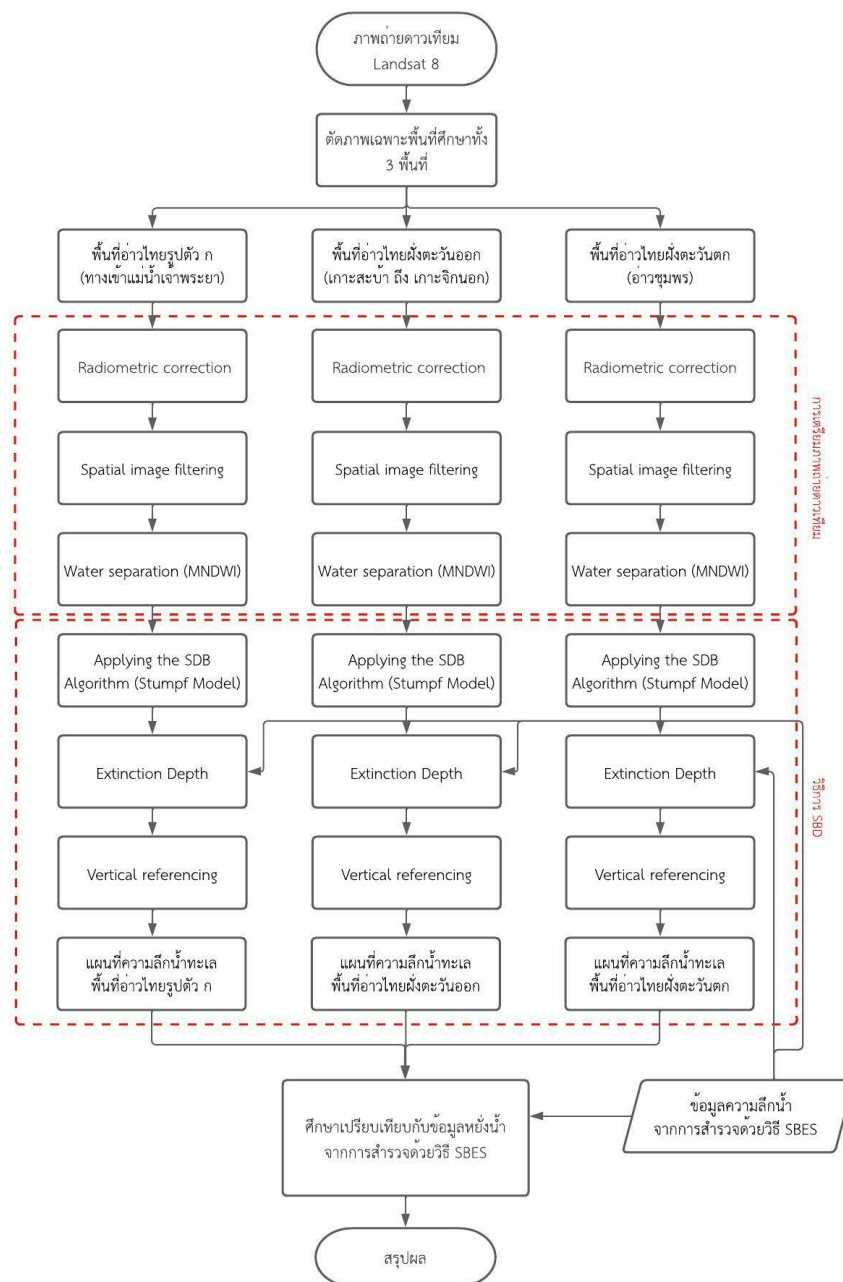 ภาพถ่ายดาวเทียม
Landsat 8
ตัดภาพเฉพาะพื้นที่ศึกษาทั้ง
3 พื้นที่
พื้นที่อ่าวไทยรูปตัว ก
(ทางเข้าแม่น้ำเจ้าพระยา)
พื้นที่อ่าวไทยฝั่งตะวันออก
(เกาะสะบ้า ถึง เกาะจิกนอก)
พื้นที่อ่าวไทยฝั่งตะวันตก
(อ่าวชุมพร)
Radiometric correction
Radiometric correction
Radiometric correction
Spatial image filtering
Spatial image filtering
Spatial image filtering
Water separation (MNDWI)
Water separation (MNDWI)
Water separation (MNDWI)
การเตรียมภาพถ่ายดาวเทียม
Applying the SDB
Algorithm (Stumpf Model)
Applying the SDB
Algorithm (Stumpf Model)
Applying the SDB
Algorithm (Stumpf Model)
Extinction Depth
Extinction Depth
Extinction Depth
Vertical referencing
Vertical referencing
Vertical referencing
แผนที่ความลึกน้ำทะเล
พื้นที่อ่าวไทยรูปตัว ก
แผนที่ความลึกน้ำทะเล
พื้นที่อ่าวไทยฝั่งตะวันออก
แผนที่ความลึกน้ำทะเล
พื้นที่อ่าวไทยฝั่งตะวันตก
วิธีการ SBD
ศึกษาเปรียบเทียบกับข้อมูลหยั่งน้ำ
จากการสำรวจด้วยวิธี SBES
ข้อมูลความลึกน้ำ
จากการสำรวจด้วยวิธี SBES
สรุปผล